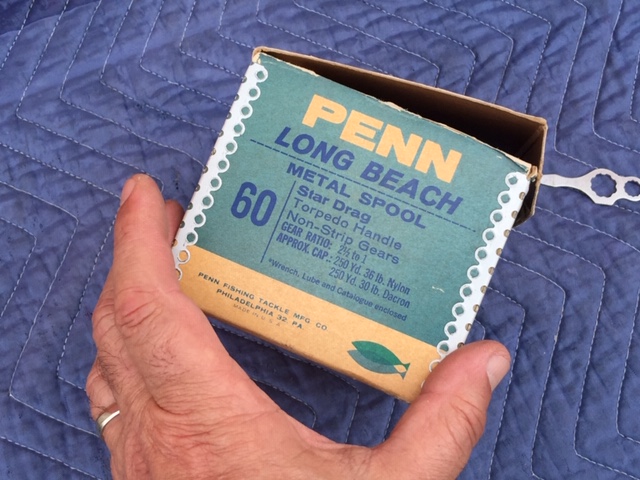 PENN
LONG BEACH
60
METAL SPOOL
Star Drag
Torpedo Handle
Non-Strip Gears
GEAR RATIO: 2½ to 1
APPROX. CAP.: 250 Yd. 36 lb. Nylon
250 Yd. 30 lb. Dacron
*Wrench, Lube and Catalogue enclosed
PENN FISHING TACKLE MFG CO.
PHILADELPHIA 32, PA.
MADE IN U.S.A.